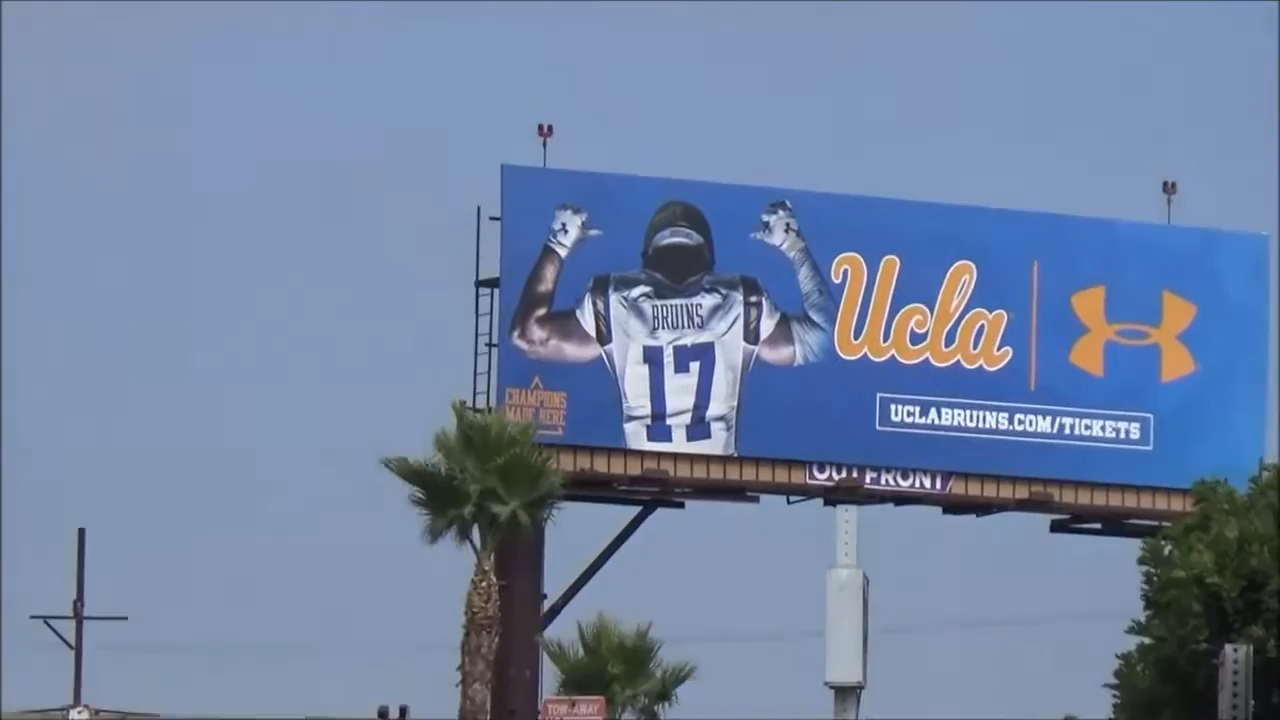 BRUINS
17
Ucla
CHAMPIONS
MADE HERE
UCLABRUINS.COM/TICKETS
OUTFRONT
TOW-AWAY